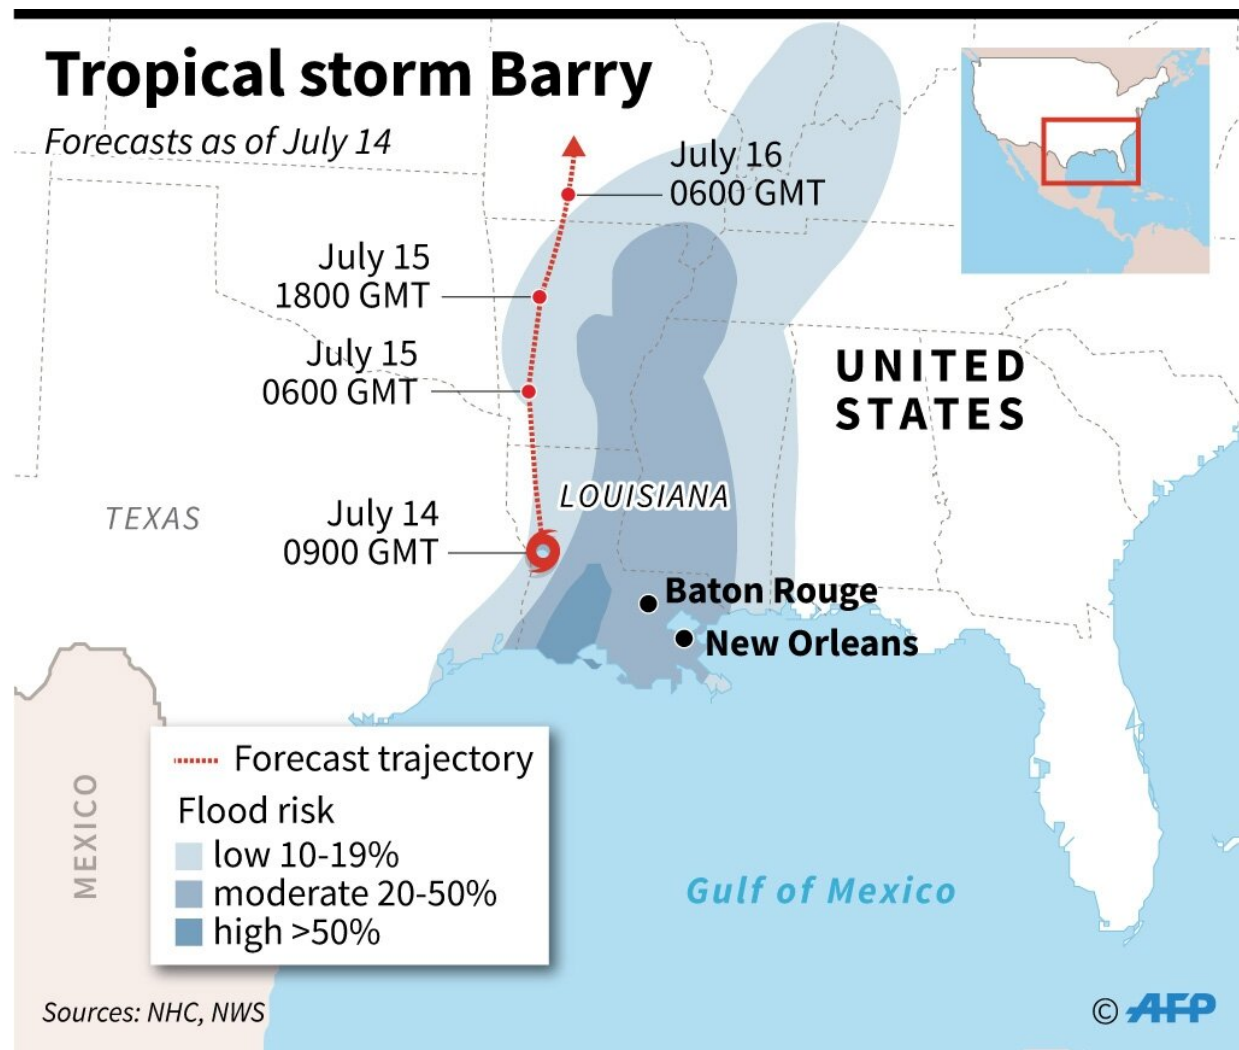 Tropical storm Barry
Forecasts as of July 14
July 16
0600 GMT
July 15
1800 GMT
July 15
0600 GMT
UNITED
STATES
LOUISIANA
TEXAS
July 14
0900 GMT
Baton Rouge
New Orleans
MEXICO
Forecast trajectory
Flood risk
low 10-19%
moderate 20-50%
high >50%
Gulf of Mexico
Sources: NHC, NWS
© AFP